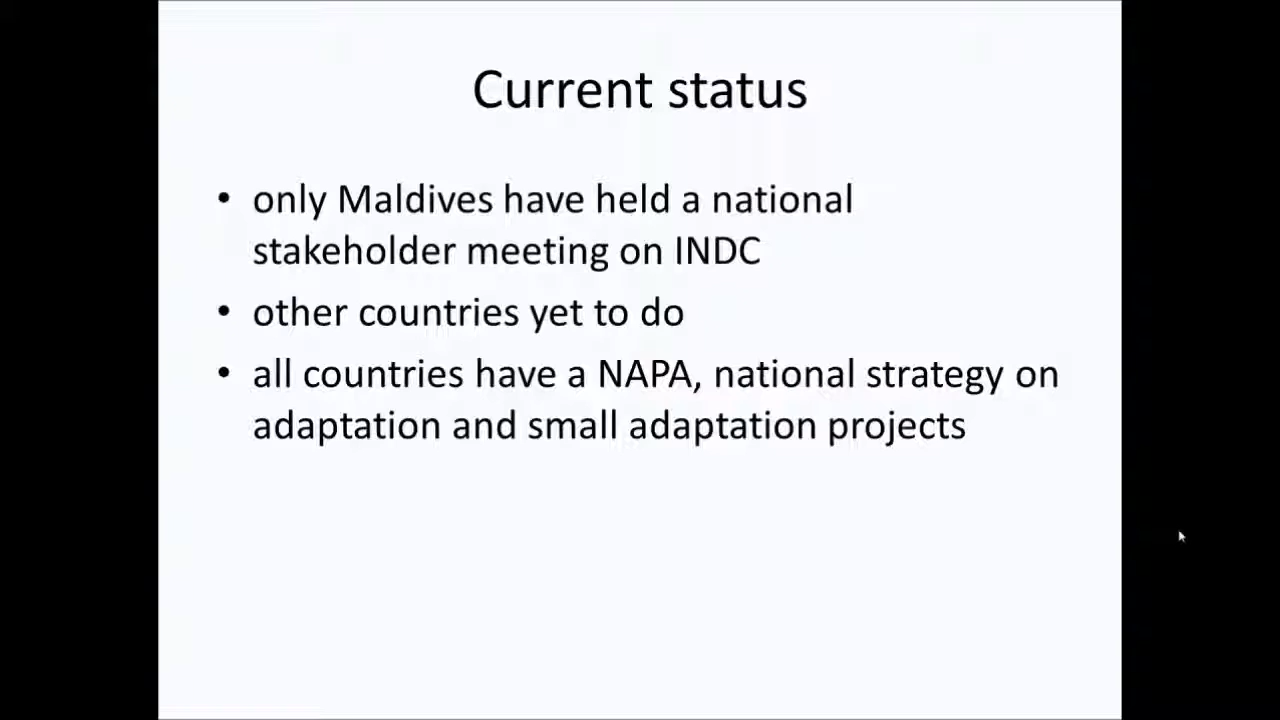 Current status
• only Maldives have held a national
stakeholder meeting on INDC
• other countries yet to do
• all countries have a NAPA, national strategy on
adaptation and small adaptation projects